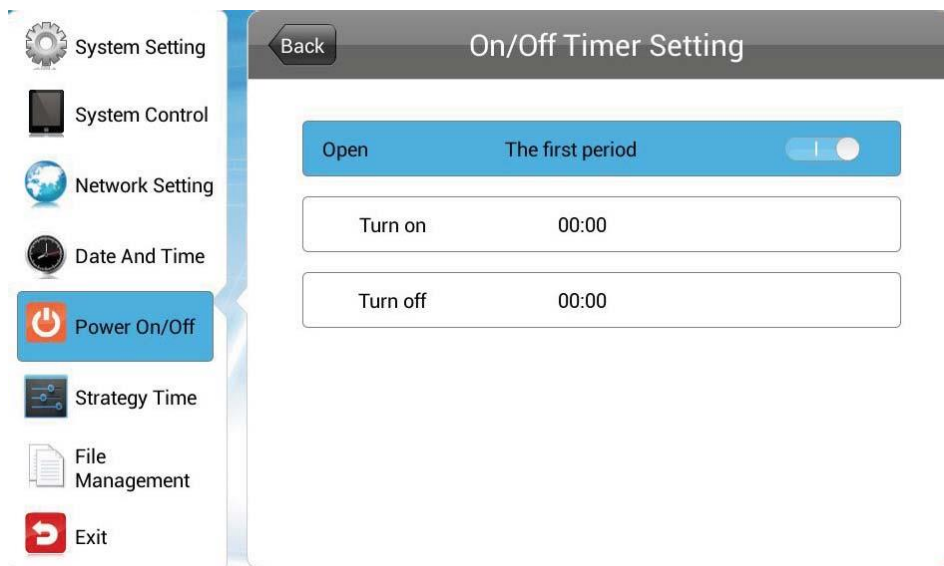 System Setting
System Control
Network Setting
Date And Time
Power On/Off
Strategy Time
File
Management
Exit
Back
On/Off Timer Setting
Open The first period
Turn on 00:00
Turn off 00:00